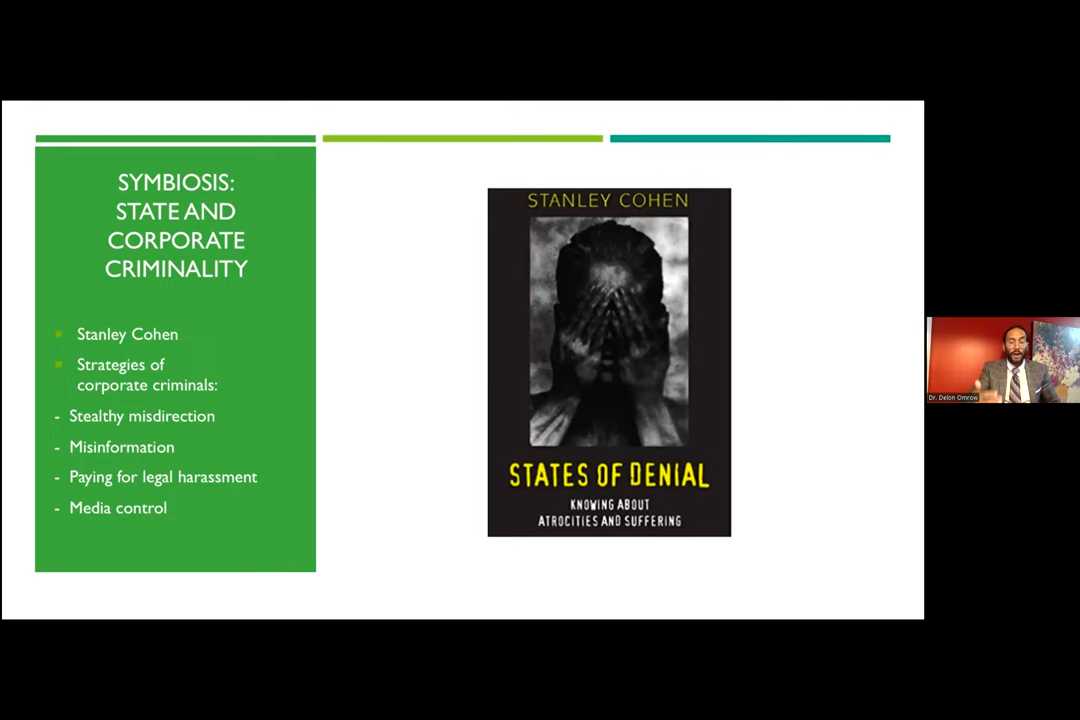 SYMBIOSIS:
STATE AND
CORPORATE
CRIMINALITY
Stanley Cohen
Strategies of
corporate criminals:
- Stealthy misdirection
- Misinformation
- Paying for legal harassment
- Media control
STANLEY COHEN
STATES OF DENIAL
KNOWING ABOUT
ATROCITIES AND SUFFERING
Dr. Delon Omrow